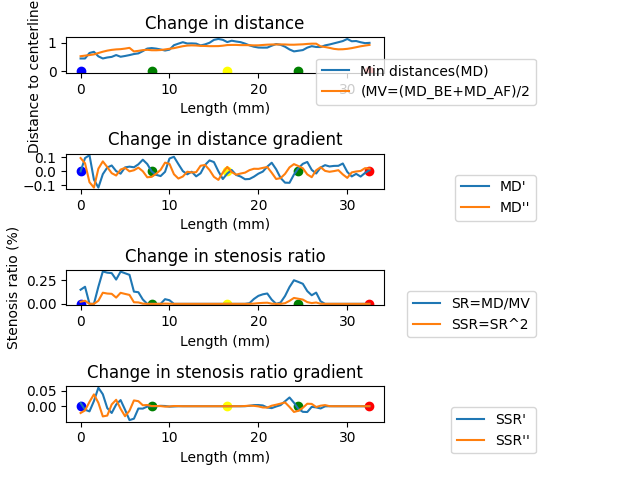 Change in distance
Distance to centerline
1
0
0
10
20
30
Length (mm)
Min distances(MD)
(MV=(MD_BE+MD_AF)/2
Change in distance gradient
0.1
0.0
−0.1
0
10
20
30
Length (mm)
MD'
MD''
Change in stenosis ratio
Stenosis ratio (%)
0.25
0.00
0
10
20
30
Length (mm)
SR=MD/MV
SSR=SR^2
Change in stenosis ratio gradient
0.05
0.00
0
10
20
30
Length (mm)
SSR'
SSR''